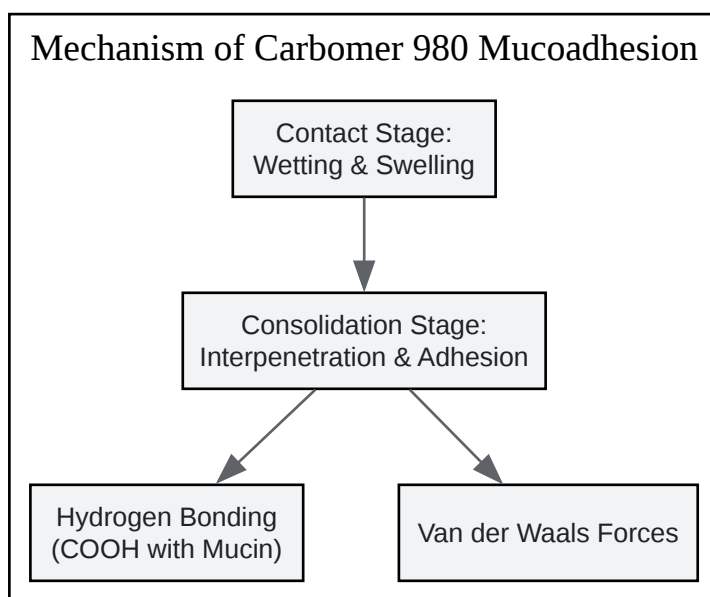 Mechanism of Carbomer 980 Mucoadhesion
Contact Stage:
Wetting & Swelling
Consolidation Stage:
Interpenetration & Adhesion
Hydrogen Bonding
(COOH with Mucin)
Van der Waals Forces